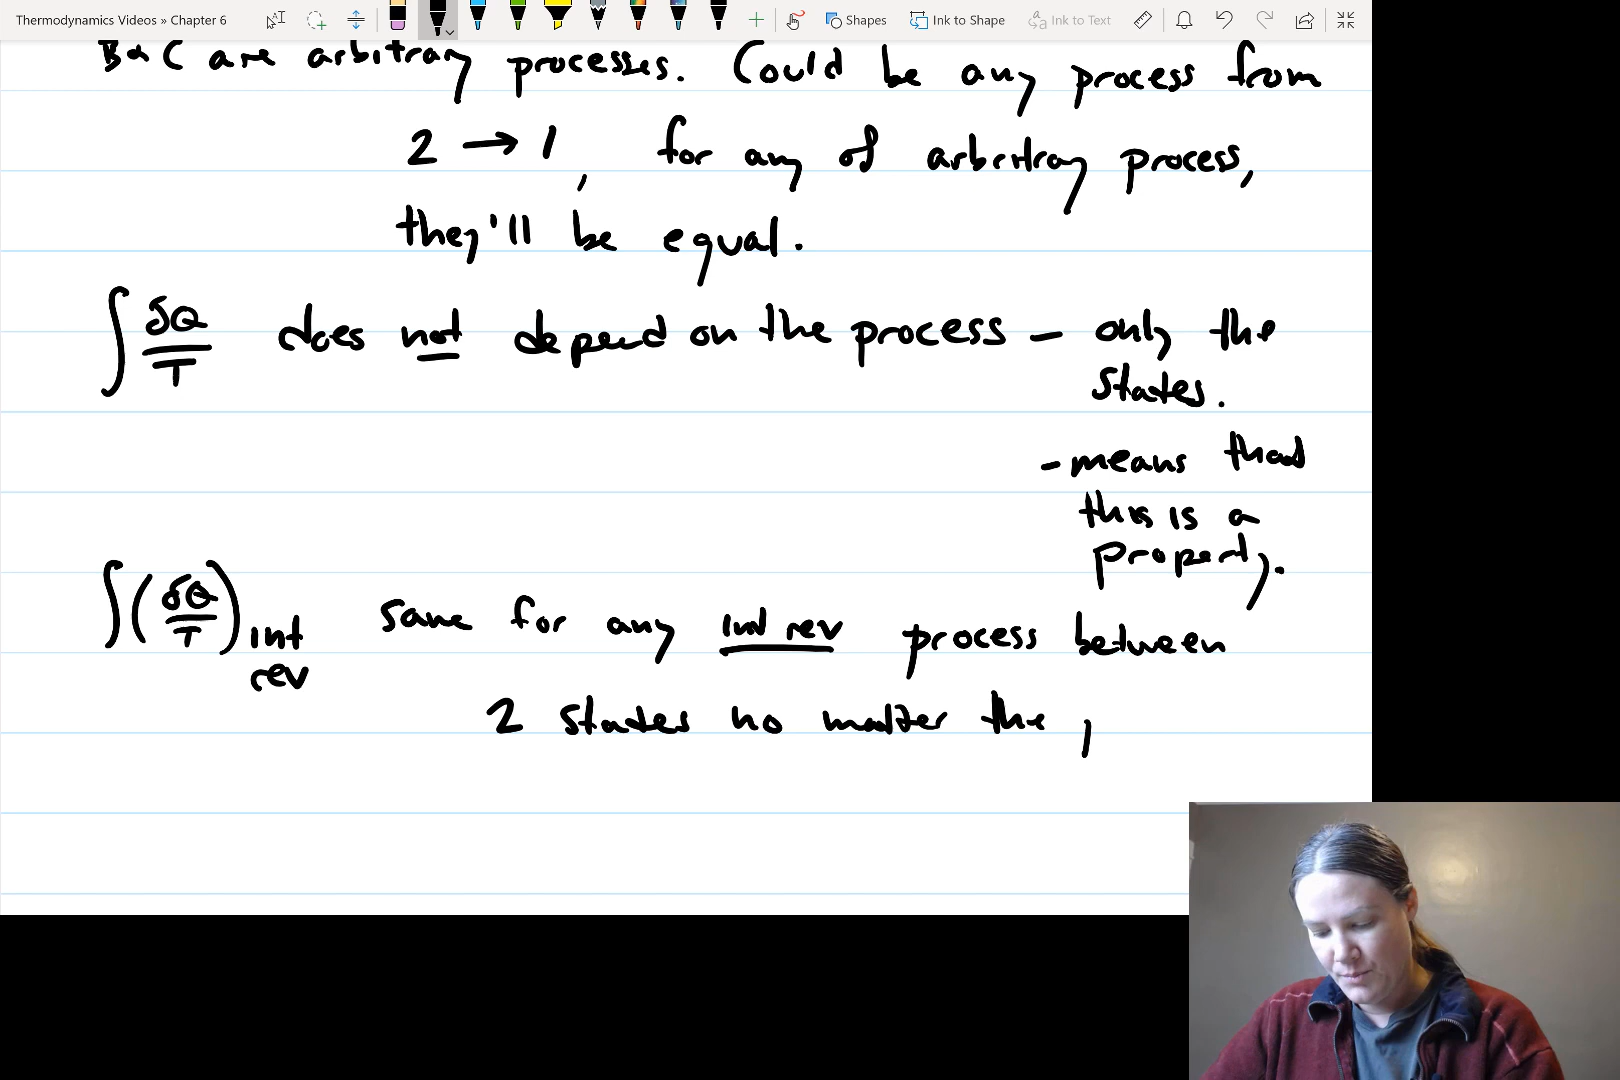 Thermodynamics Videos » Chapter 6 Shapes Ink to Shape Ink to Text
B & C are arbitrary processes. Could be any process from
2 → 1, for any of arbitrary process,
they'll be equal.
∫ δQ/T does not depend on the process – only the
states.
- means that
this is a
property.
∫(δQ/T) int rev same for any int rev process between
2 states no matter the